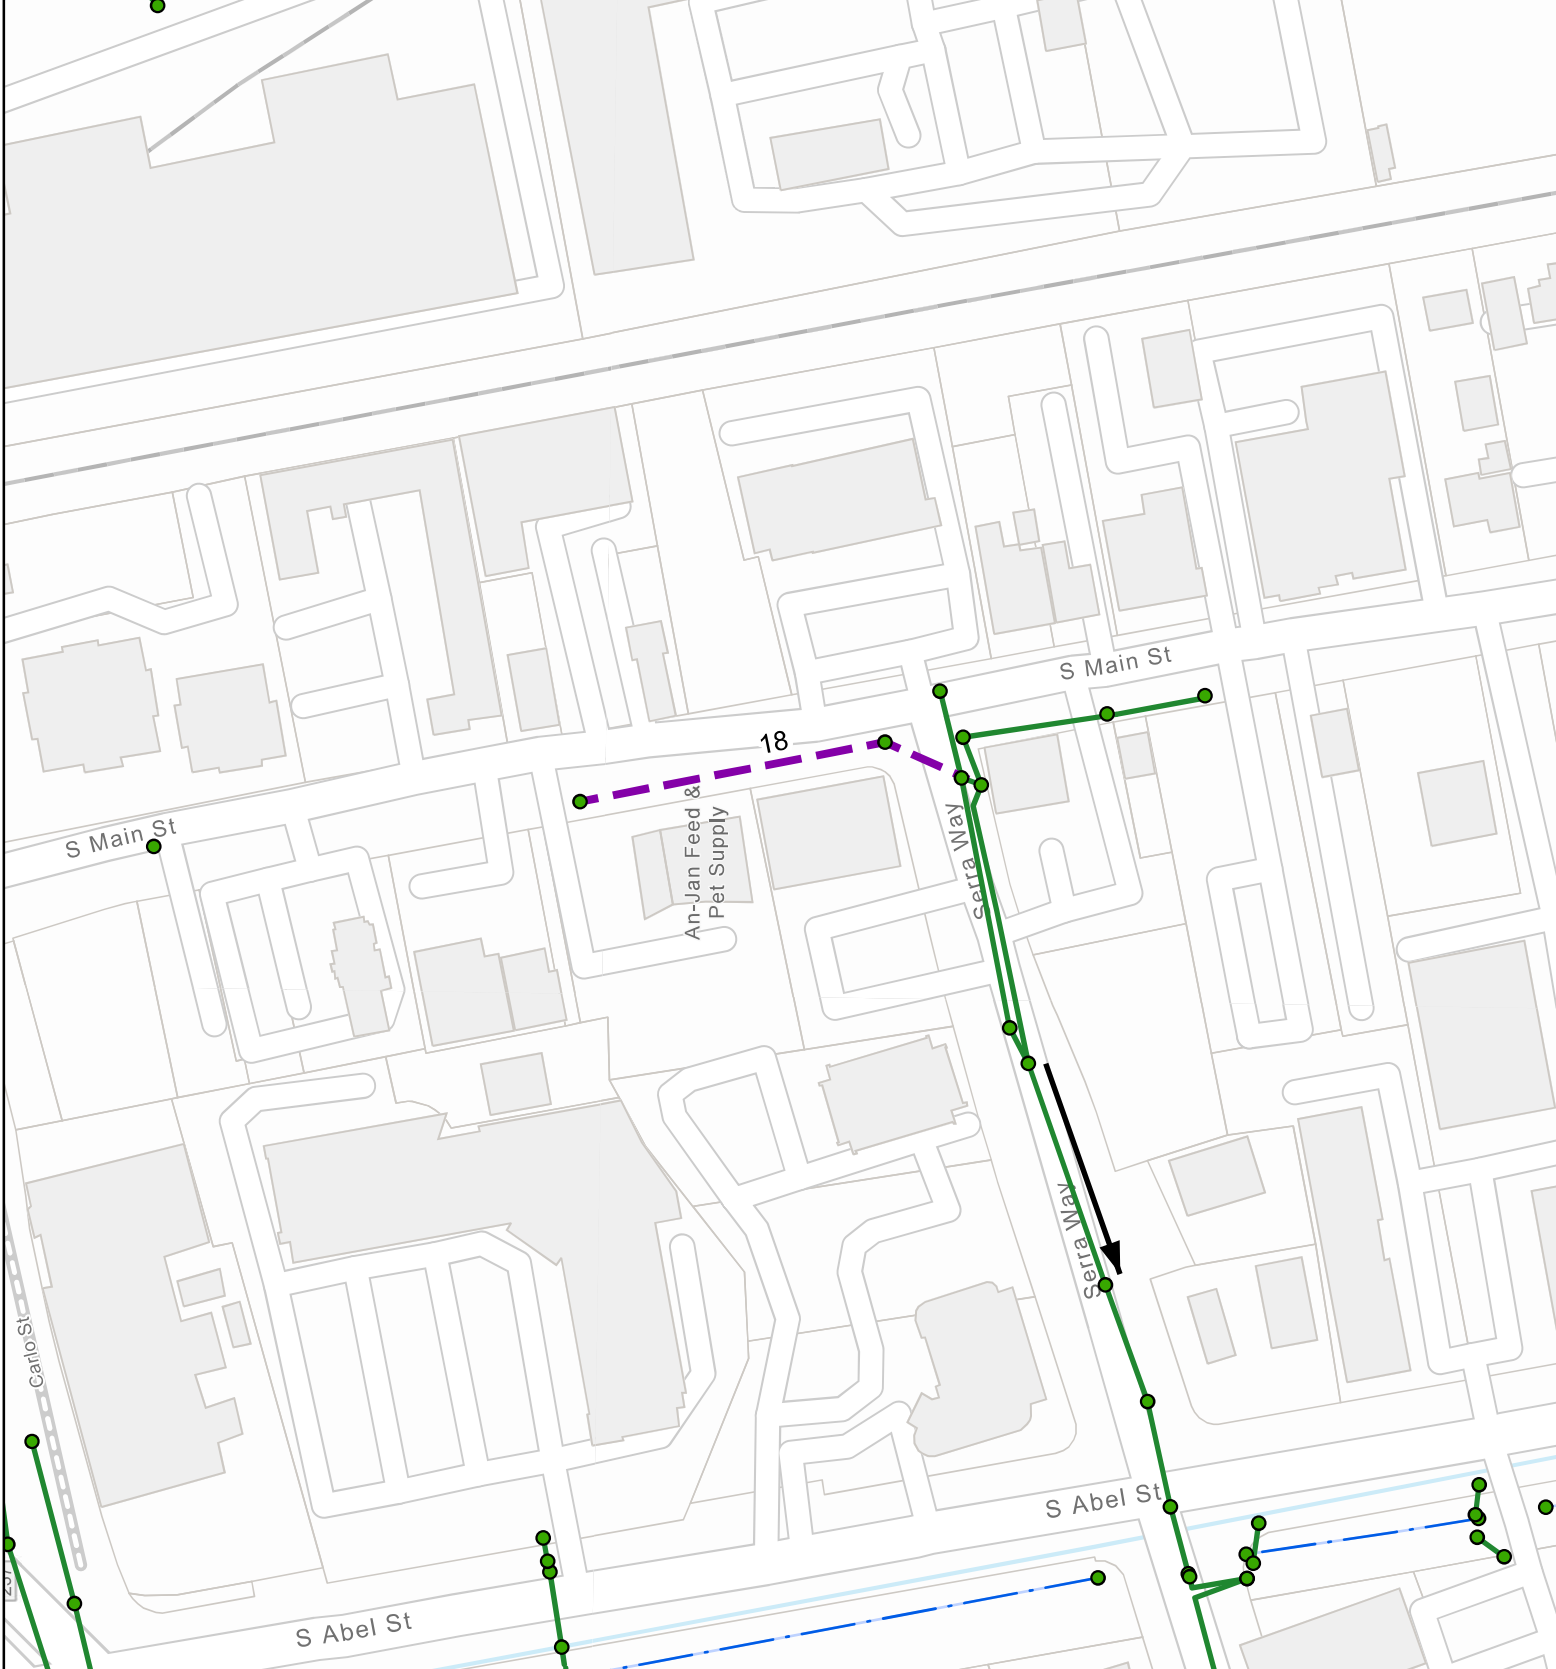 S Main St
18
S Main St
An-Jan Feed &
Pet Supply
Serra Way
Serra Way
Carlo St
S Abel St
S Abel St
237